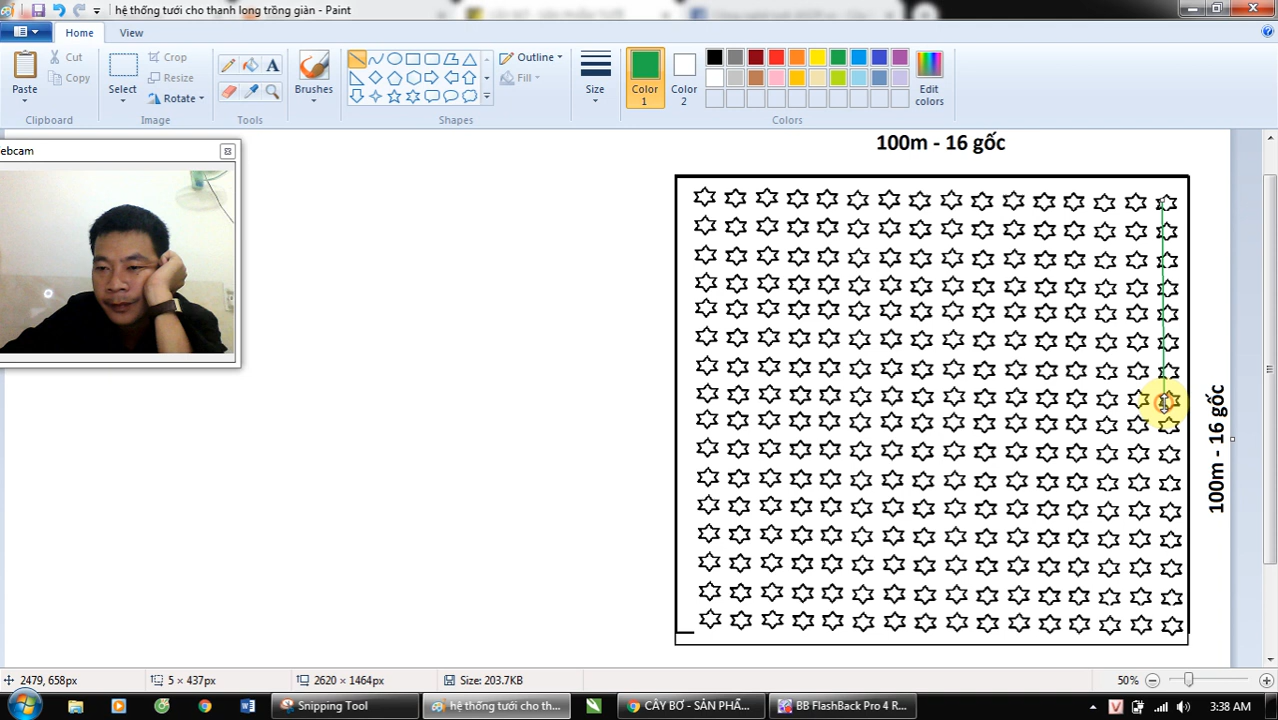 hệ thống tưới cho thanh long trồng giàn - Paint
Home
View
Paste
Cut
Copy
Clipboard
Select
Crop
Resize
Rotate
Image
Tools
Brushes
Shapes
Outline
Fill
Size
Color 1
Color 2
Edit colors
Colors
ebcam
100m - 16 gốc
100m - 16 gốc
2479, 658px
5 × 437px
2620 × 1464px
Size: 203.7KB
50%
Snipping Tool
hệ thống tưới cho th...
CÂY BƠ - SẢN PHẨ...
BB FlashBack Pro 4 R...
V
3:38 AM